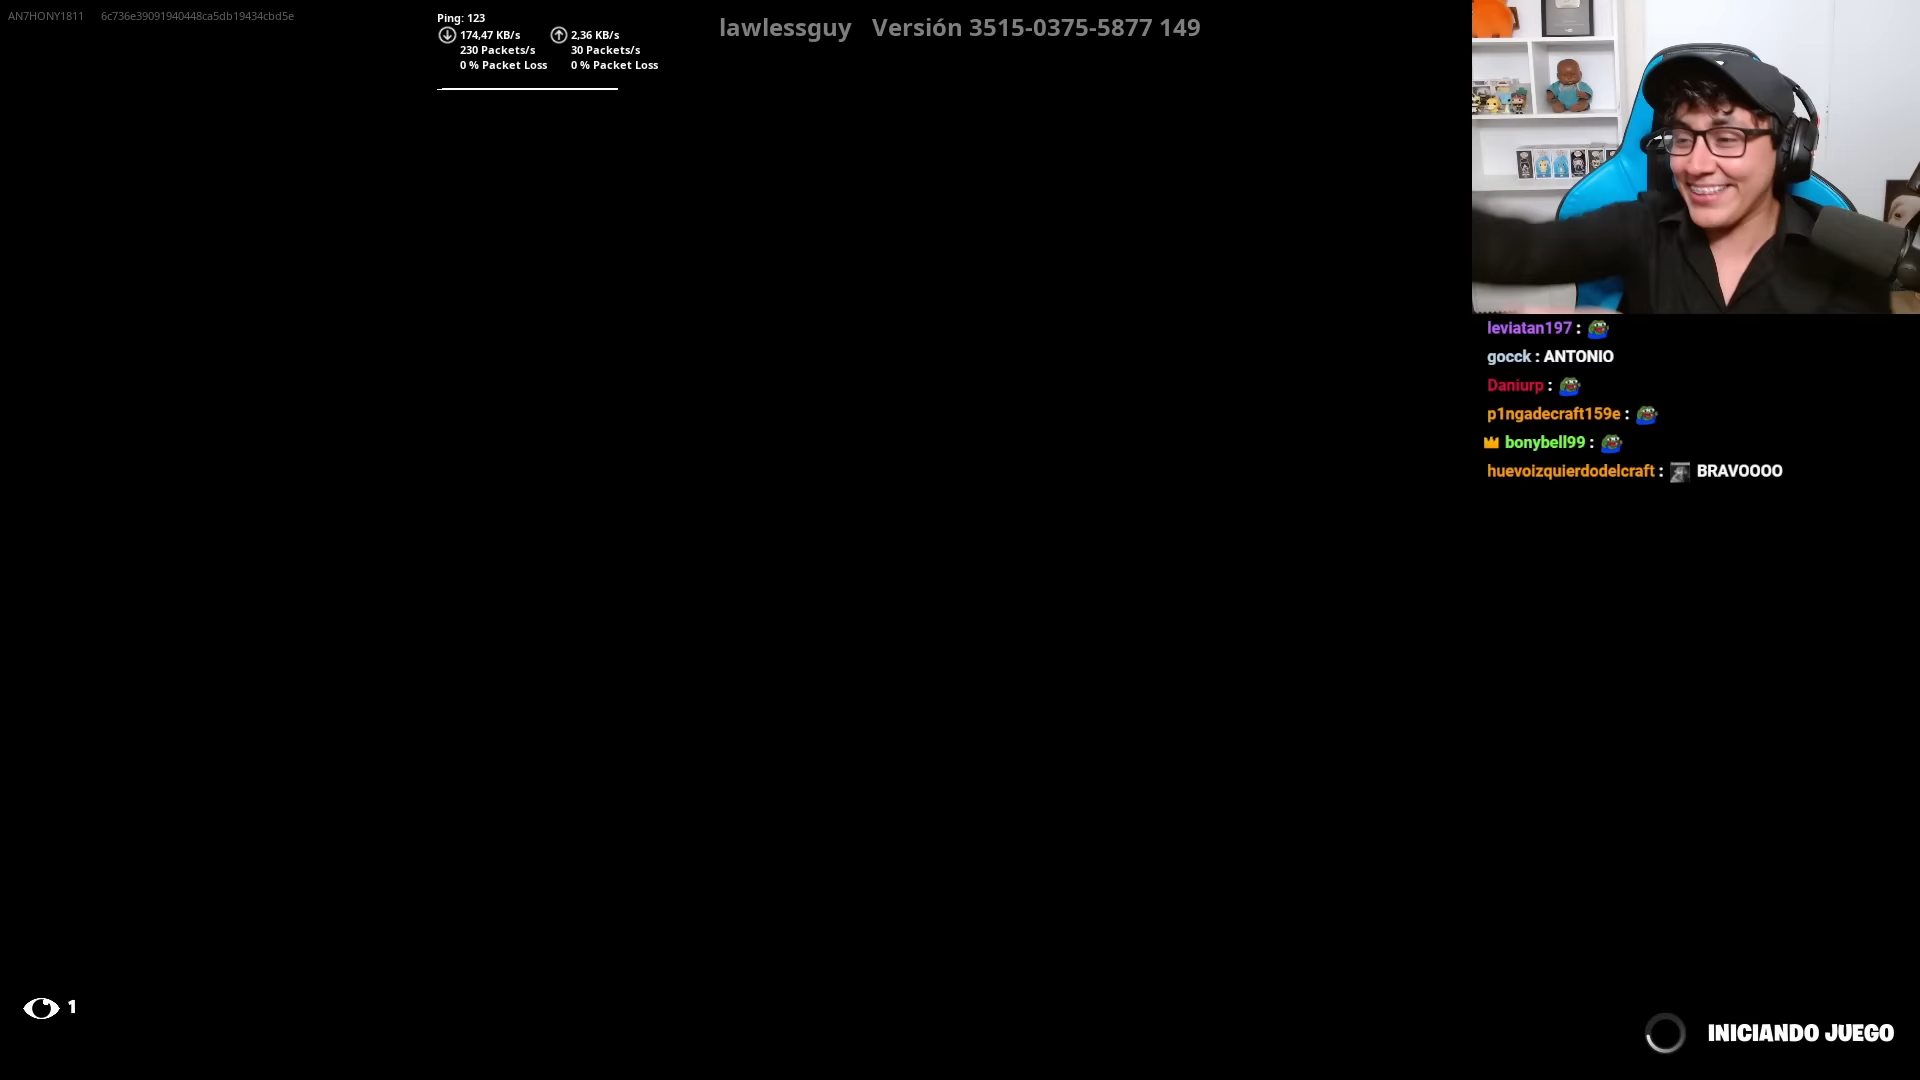 AN7HONY1811 6c736e39091940448ca5db19434cbd5e
Ping: 123
174,47 KB/s 2,36 KB/s
230 Packets/s 30 Packets/s
0 % Packet Loss 0 % Packet Loss
lawlessguy Versión 3515-0375-5877 149
leviatan197 :
gocck : ANTONIO
Daniurp :
p1ngadecraft159e :
bonybell99 :
huevoizquierdodelcraft : BRAVOOOO
1
INICIANDO JUEGO